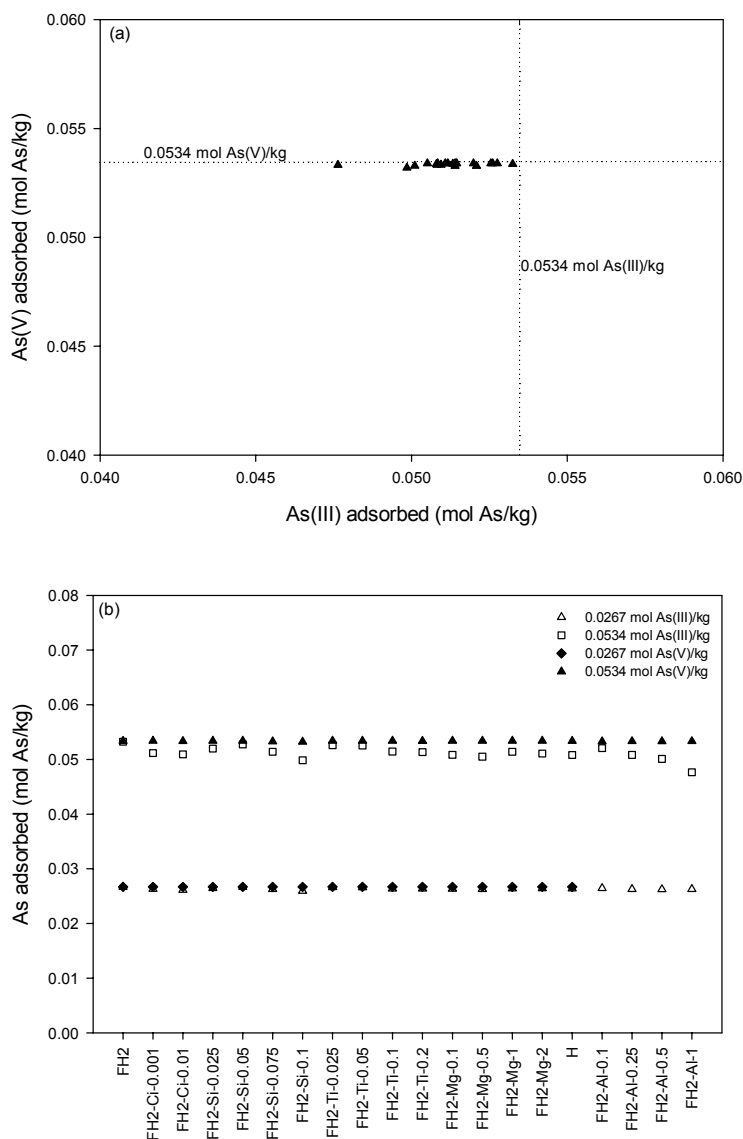 (a)
0.060
0.055
0.050
0.045
0.040
As(V) adsorbed (mol As/kg)
0.0534 mol As(V)/kg
0.0534 mol As(III)/kg
0.040
0.045
0.050
0.055
0.060
As(III) adsorbed (mol As/kg)
(b)
0.08
0.07
0.06
0.05
0.04
0.03
0.02
0.01
0.00
As adsorbed (mol As/kg)
0.0267 mol As(III)/kg
0.0534 mol As(III)/kg
0.0267 mol As(V)/kg
0.0534 mol As(V)/kg
FH2
FH2-Ci-0.001
FH2-Ci-0.01
FH2-Si-0.025
FH2-Si-0.05
FH2-Si-0.075
FH2-Si-0.1
FH2-Ti-0.025
FH2-Ti-0.05
FH2-Ti-0.1
FH2-Ti-0.2
FH2-Mg-0.1
FH2-Mg-0.5
FH2-Mg-1
FH2-Mg-2
H
FH2-Al-0.1
FH2-Al-0.25
FH2-Al-0.5
FH2-Al-1